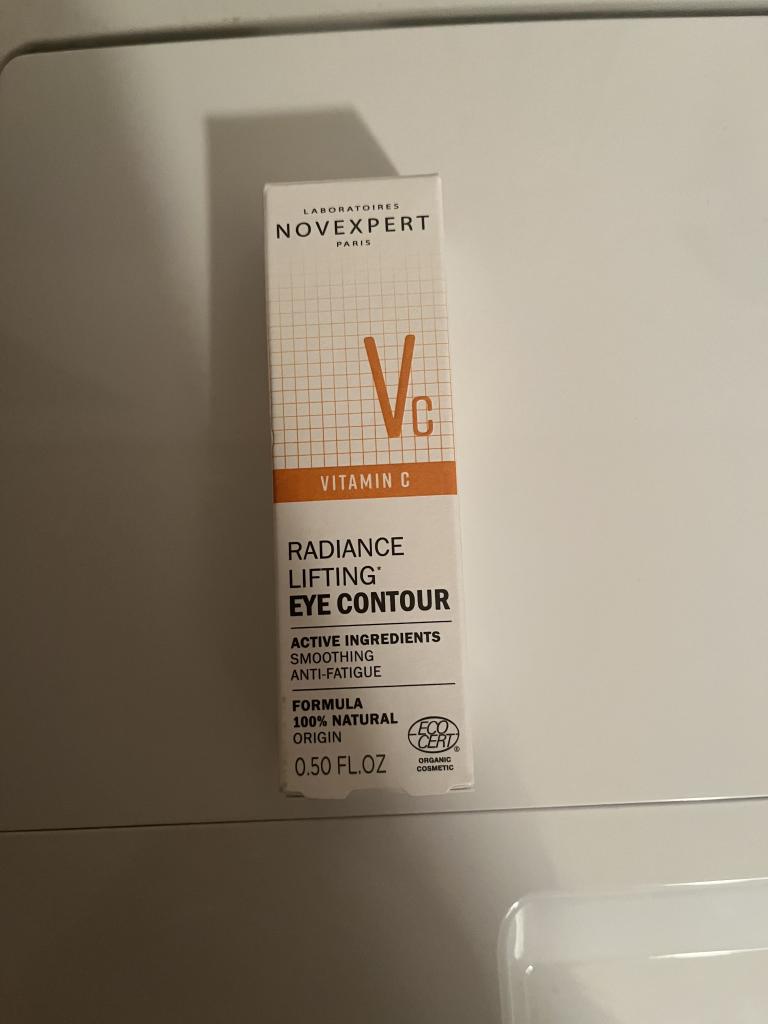 LABORATOIRES
NOVEXPERT
PARIS
Vc
VITAMIN C
RADIANCE
LIFTING*
EYE CONTOUR
ACTIVE INGREDIENTS
SMOOTHING
ANTI-FATIGUE
FORMULA
100% NATURAL
ORIGIN
0.50 FL.OZ
ECO
CERT®
ORGANIC
COSMETIC